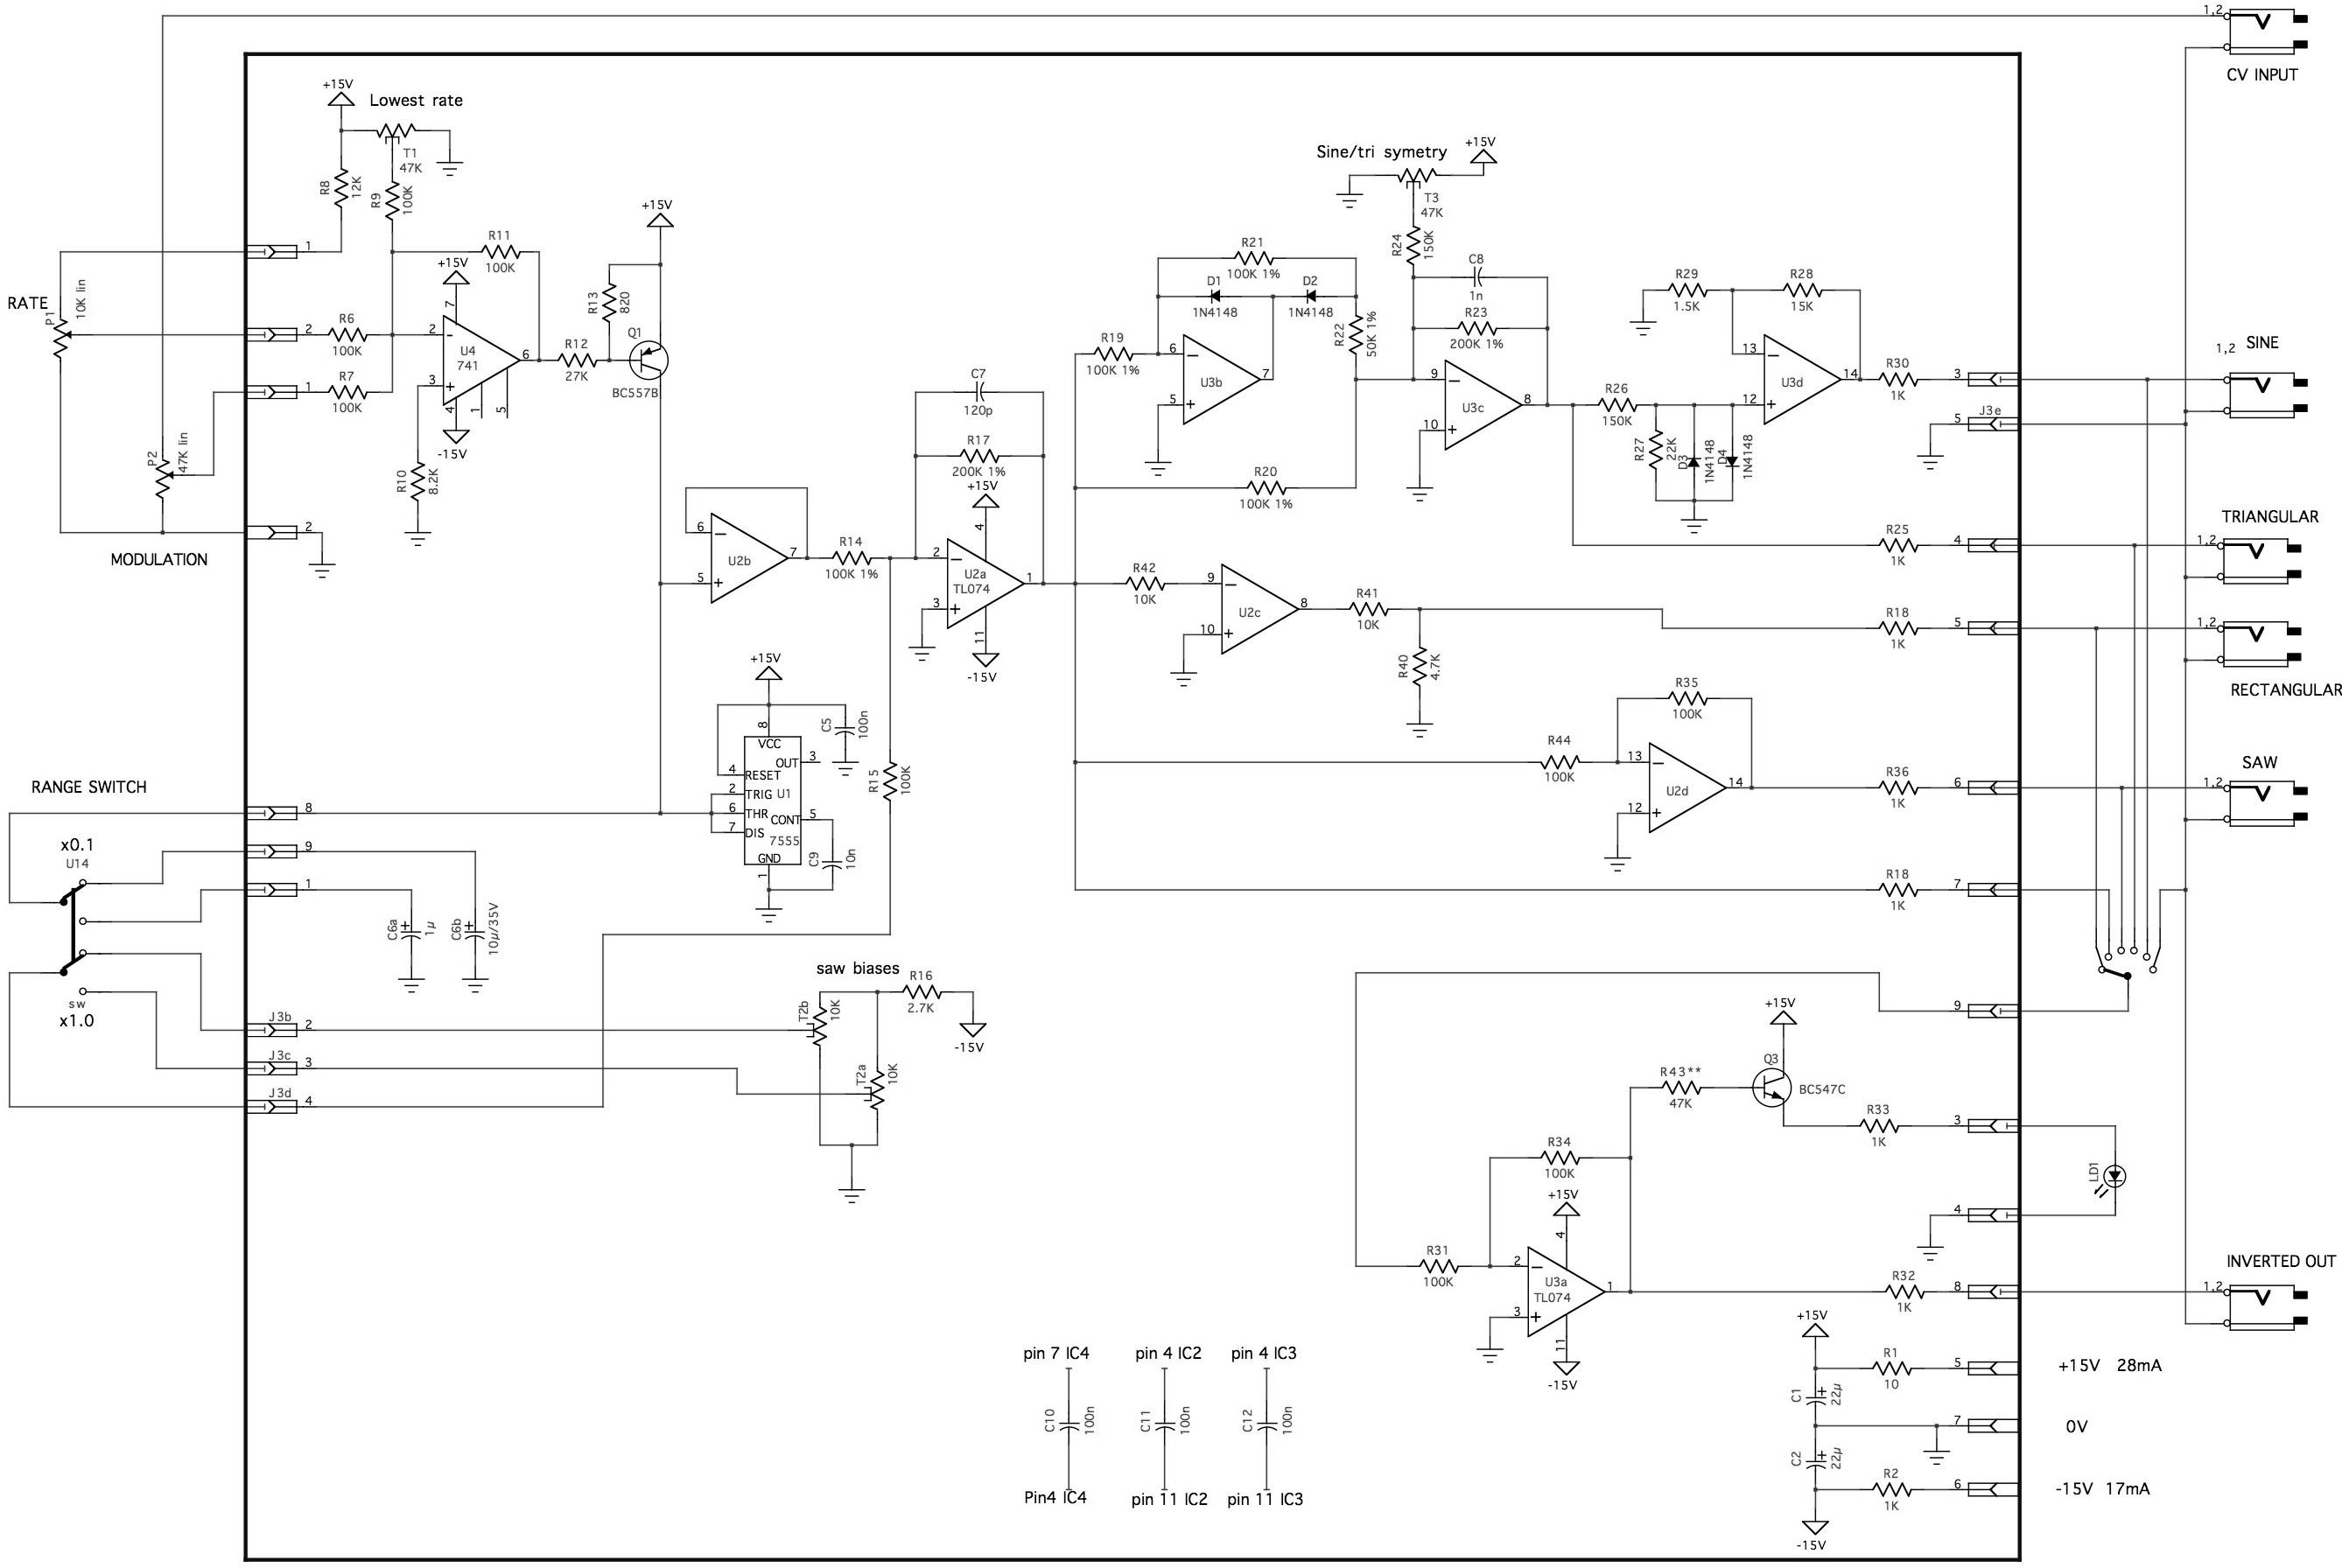 1,2
CV INPUT
+15V
Lowest rate
T1
47K
R8
12K
R9
100K
1
RATE
P1
10K lin
2
R6
100K
1
R7
100K
P2
47K lin
2
MODULATION
R11
100K
+15V
7
2
U4
741
6
3
4
1
5
-15V
R10
8.2K
R12
27K
R13
820
+15V
Q1
BC557B
6
5
U2b
7
R14
100K 1%
C7
120p
R17
200K 1%
+15V
4
2
U2a
TL074
1
3
11
-15V
R19
100K 1%
R21
100K 1%
D1
1N4148
D2
1N4148
6
U3b
7
5
R22
50K 1%
R20
100K 1%
Sine/tri symetry
+15V
T3
47K
R24
150K
C8
1n
R23
200K 1%
9
U3c
8
10
R26
150K
R27
22K
D3
1N4148
D4
1N4148
R29
1.5K
R28
15K
13
U3d
14
12
R30
1K
3
J3e
5
1,2
SINE
R25
1K
4
TRIANGULAR
1,2
R42
10K
9
U2c
8
10
R41
10K
R40
4.7K
R18
1K
5
1,2
RECTANGULAR
R35
100K
R44
100K
13
U2d
14
12
R36
1K
6
SAW
1,2
R18
1K
7
+15V
8
VCC
OUT
3
4
RESET
2
TRIG
U1
6
THR
CONT
5
7
DIS
7555
GND
1
C5
100n
C9
10n
R15
100K
RANGE SWITCH
x0.1
U14
sw
x1.0
8
9
1
C6a
1µ
C6b
10µ/35V
J3b
2
J3c
3
J3d
4
saw biases
R16
2.7K
-15V
T2b
10K
T2a
10K
9
+15V
Q3
BC547C
R43**
47K
R33
1K
3
LD1
4
R34
100K
+15V
4
R31
100K
2
U3a
TL074
1
3
11
-15V
R32
1K
8
INVERTED OUT
1,2
pin 7 IC4
C10
100n
Pin4 IC4
pin 4 IC2
C11
100n
pin 11 IC2
pin 4 IC3
C12
100n
pin 11 IC3
+15V
R1
10
5
+15V 28mA
C1
22µ
7
0V
C2
22µ
R2
1K
6
-15V 17mA
-15V